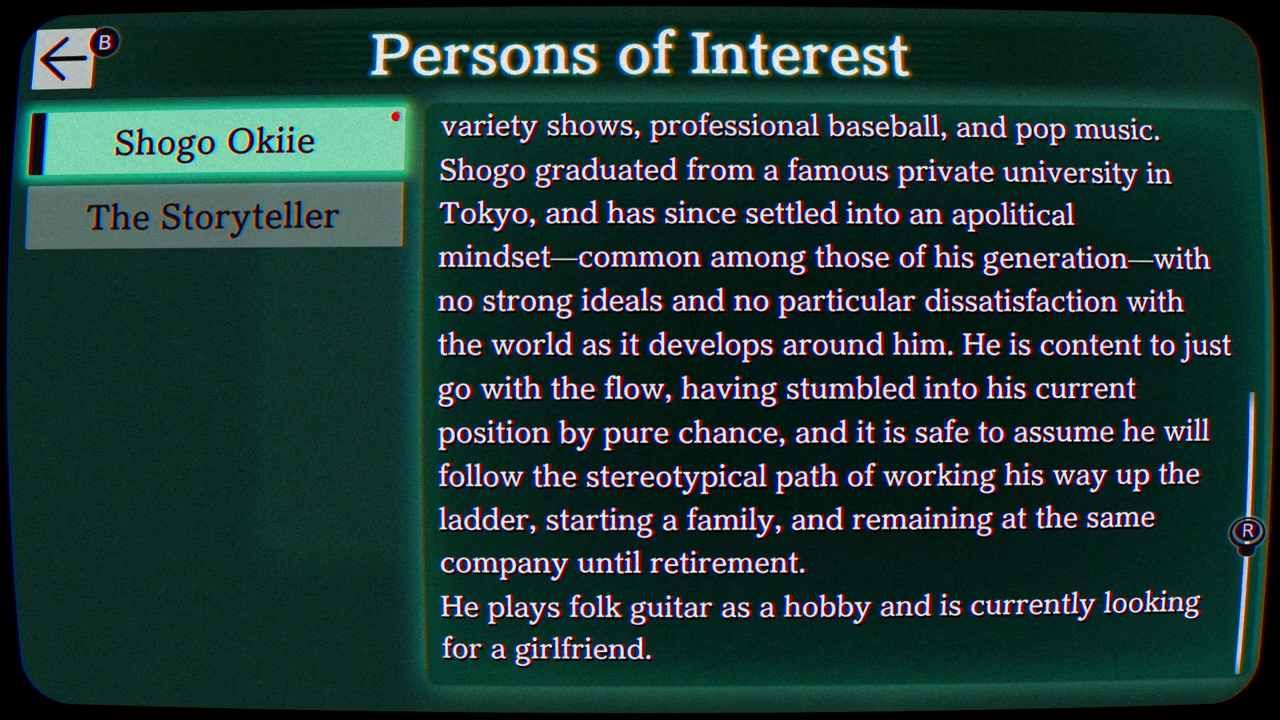 B
Persons of Interest
Shogo Okiie
The Storyteller
variety shows, professional baseball, and pop music.
Shogo graduated from a famous private university in
Tokyo, and has since settled into an apolitical
mindset—common among those of his generation—with
no strong ideals and no particular dissatisfaction with
the world as it develops around him. He is content to just
go with the flow, having stumbled into his current
position by pure chance, and it is safe to assume he will
follow the stereotypical path of working his way up the
ladder, starting a family, and remaining at the same
company until retirement.
He plays folk guitar as a hobby and is currently looking
for a girlfriend.
R